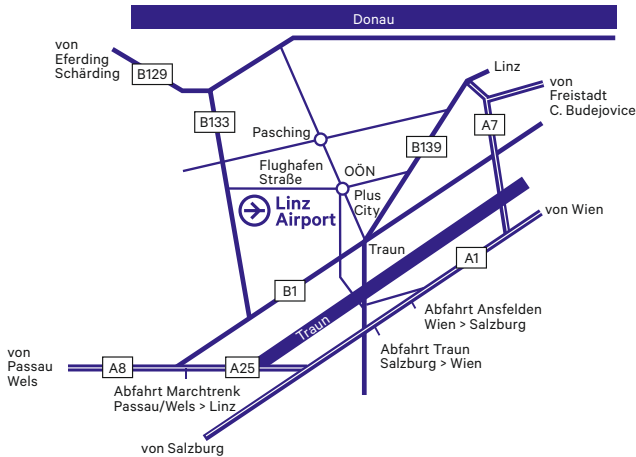 Donau
von
Eferding
Schärding
B129
Linz
von
Freistadt
C. Budejovice
B133
A7
Pasching
B139
Flughafen
Straße
OÖN
Plus
City
Linz
Airport
von Wien
Traun
A1
B1
Abfahrt Ansfelden
Wien > Salzburg
Traun
Abfahrt Traun
Salzburg > Wien
von
Passau
Wels
A8
A25
Abfahrt Marchtrenk
Passau/Wels > Linz
von Salzburg